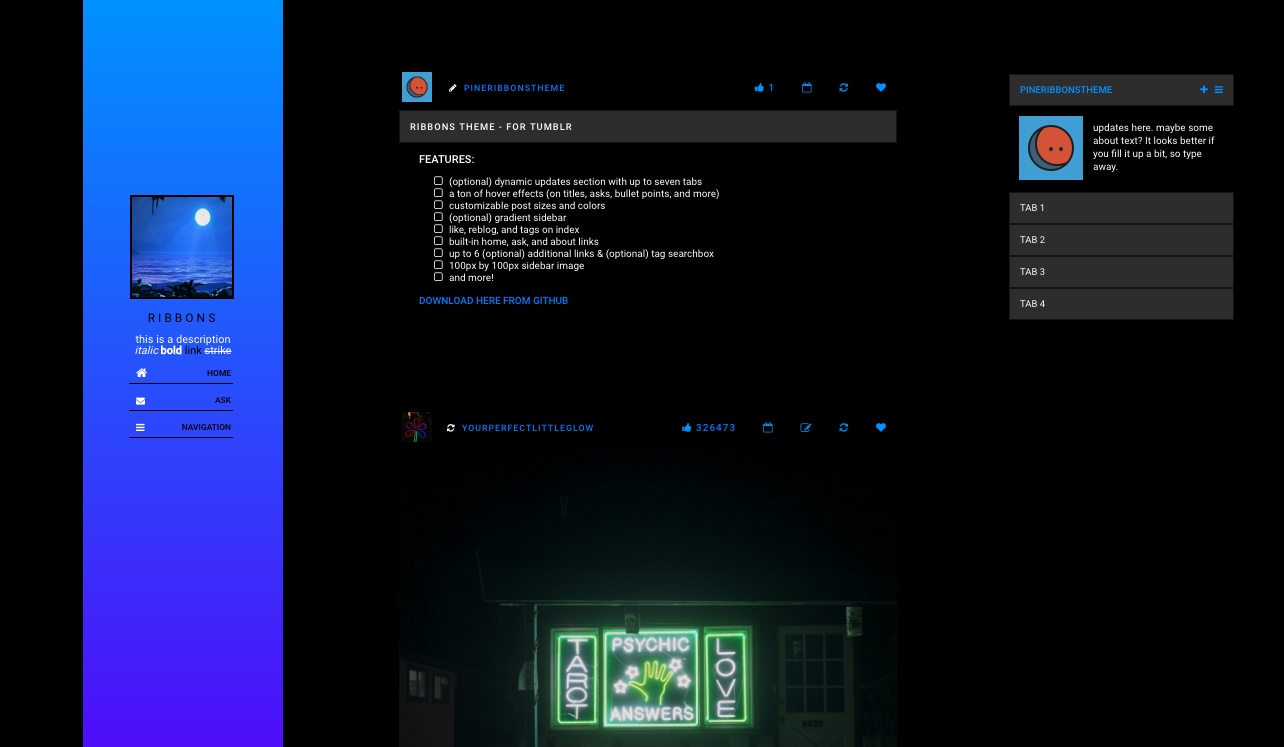 RIBBONS
this is a description
italic bold link strike
HOME
ASK
NAVIGATION
PINERIBBONSTHEME
1
RIBBONS THEME - FOR TUMBLR
FEATURES:
(optional) dynamic updates section with up to seven tabs
a ton of hover effects (on titles, asks, bullet points, and more)
customizable post sizes and colors
(optional) gradient sidebar
like, reblog, and tags on index
built-in home, ask, and about links
up to 6 (optional) additional links & (optional) tag searchbox
100px by 100px sidebar image
and more!
DOWNLOAD HERE FROM GITHUB
YOURPERFECTLITTLEGLOW
326473
TAROT
PSYCHIC
ANSWERS
LOVE
PINERIBBONSTHEME
updates here. maybe some
about text? It looks better if
you fill it up a bit, so type
away.
TAB 1
TAB 2
TAB 3
TAB 4